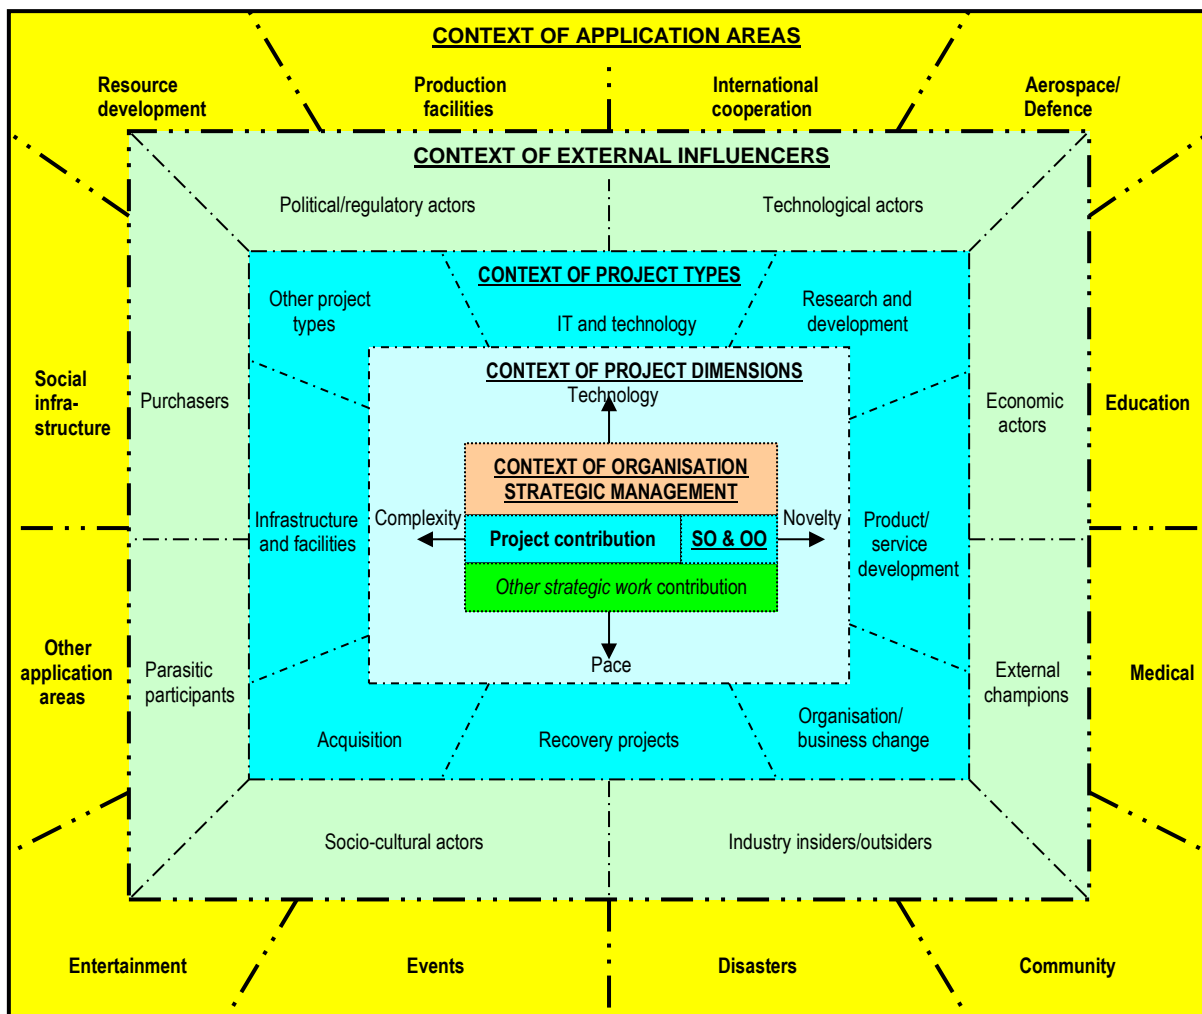 CONTEXT OF APPLICATION AREAS
Resource
development
Production
facilities
International
cooperation
Aerospace/
Defence
CONTEXT OF EXTERNAL INFLUENCERS
Political/regulatory actors
Technological actors
CONTEXT OF PROJECT TYPES
Other project
types
IT and technology
Research and
development
CONTEXT OF PROJECT DIMENSIONS
Technology
Social
infra-
structure
Purchasers
Economic
actors
Education
CONTEXT OF ORGANISATION
STRATEGIC MANAGEMENT
Infrastructure
and facilities
Complexity
Project contribution
SO & OO
Novelty
Product/
service
development
Other strategic work contribution
Pace
Other
application
areas
Parasitic
participants
External
champions
Medical
Acquisition
Recovery projects
Organisation/
business change
Socio-cultural actors
Industry insiders/outsiders
Entertainment
Events
Disasters
Community